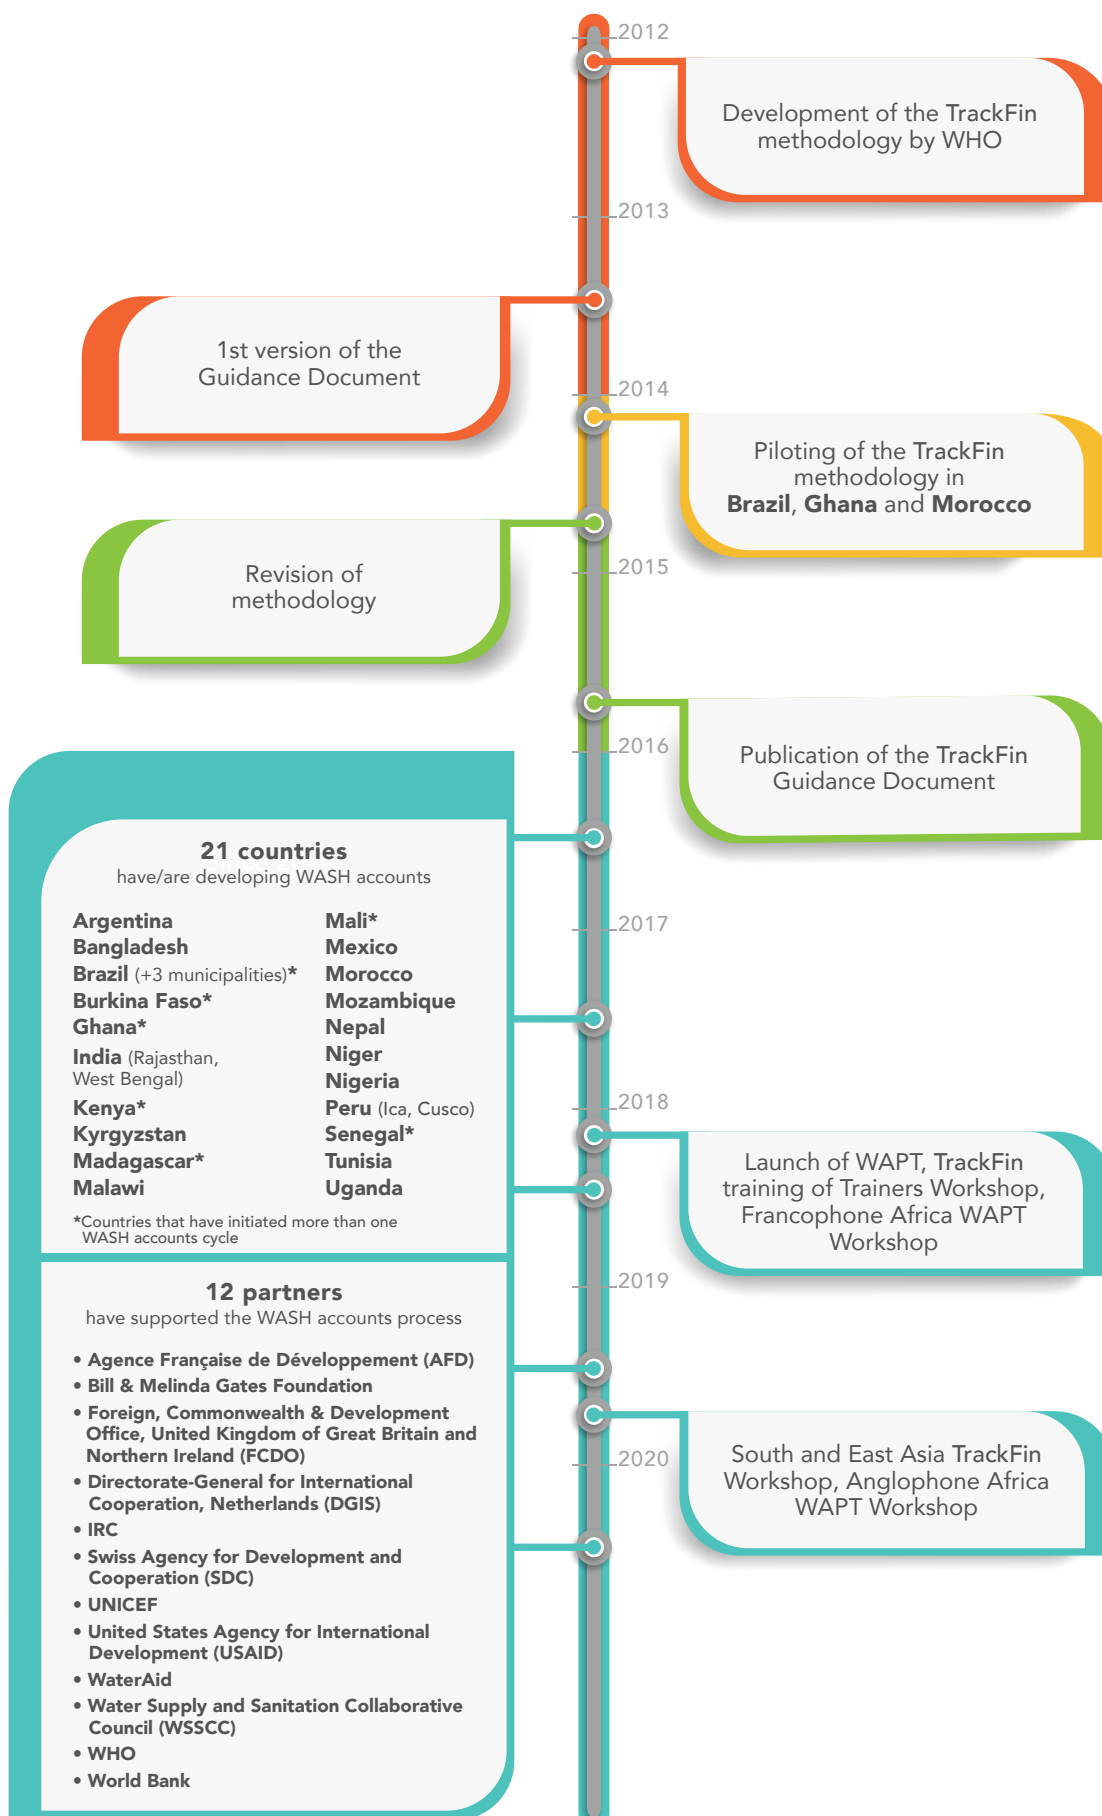 2012
Development of the TrackFin
methodology by WHO
2013
1st version of the
Guidance Document
2014
Piloting of the TrackFin
methodology in
Brazil, Ghana and Morocco
Revision of
methodology
2015
2016
Publication of the TrackFin
Guidance Document
21 countries
have/are developing WASH accounts
Argentina
Bangladesh
Brazil (+3 municipalities)*
Burkina Faso*
Ghana*
India (Rajasthan,
West Bengal)
Kenya*
Kyrgyzstan
Madagascar*
Malawi
Mali*
Mexico
Morocco
Mozambique
Nepal
Niger
Nigeria
Peru (Ica, Cusco)
Senegal*
Tunisia
Uganda
*Countries that have initiated more than one
WASH accounts cycle
2017
2018
Launch of WAPT, TrackFin
training of Trainers Workshop,
Francophone Africa WAPT
Workshop
2019
12 partners
have supported the WASH accounts process
• Agence Française de Développement (AFD)
• Bill & Melinda Gates Foundation
• Foreign, Commonwealth & Development
Office, United Kingdom of Great Britain and
Northern Ireland (FCDO)
• Directorate-General for International
Cooperation, Netherlands (DGIS)
• IRC
• Swiss Agency for Development and
Cooperation (SDC)
• UNICEF
• United States Agency for International
Development (USAID)
• WaterAid
• Water Supply and Sanitation Collaborative
Council (WSSCC)
• WHO
• World Bank
2020
South and East Asia TrackFin
Workshop, Anglophone Africa
WAPT Workshop